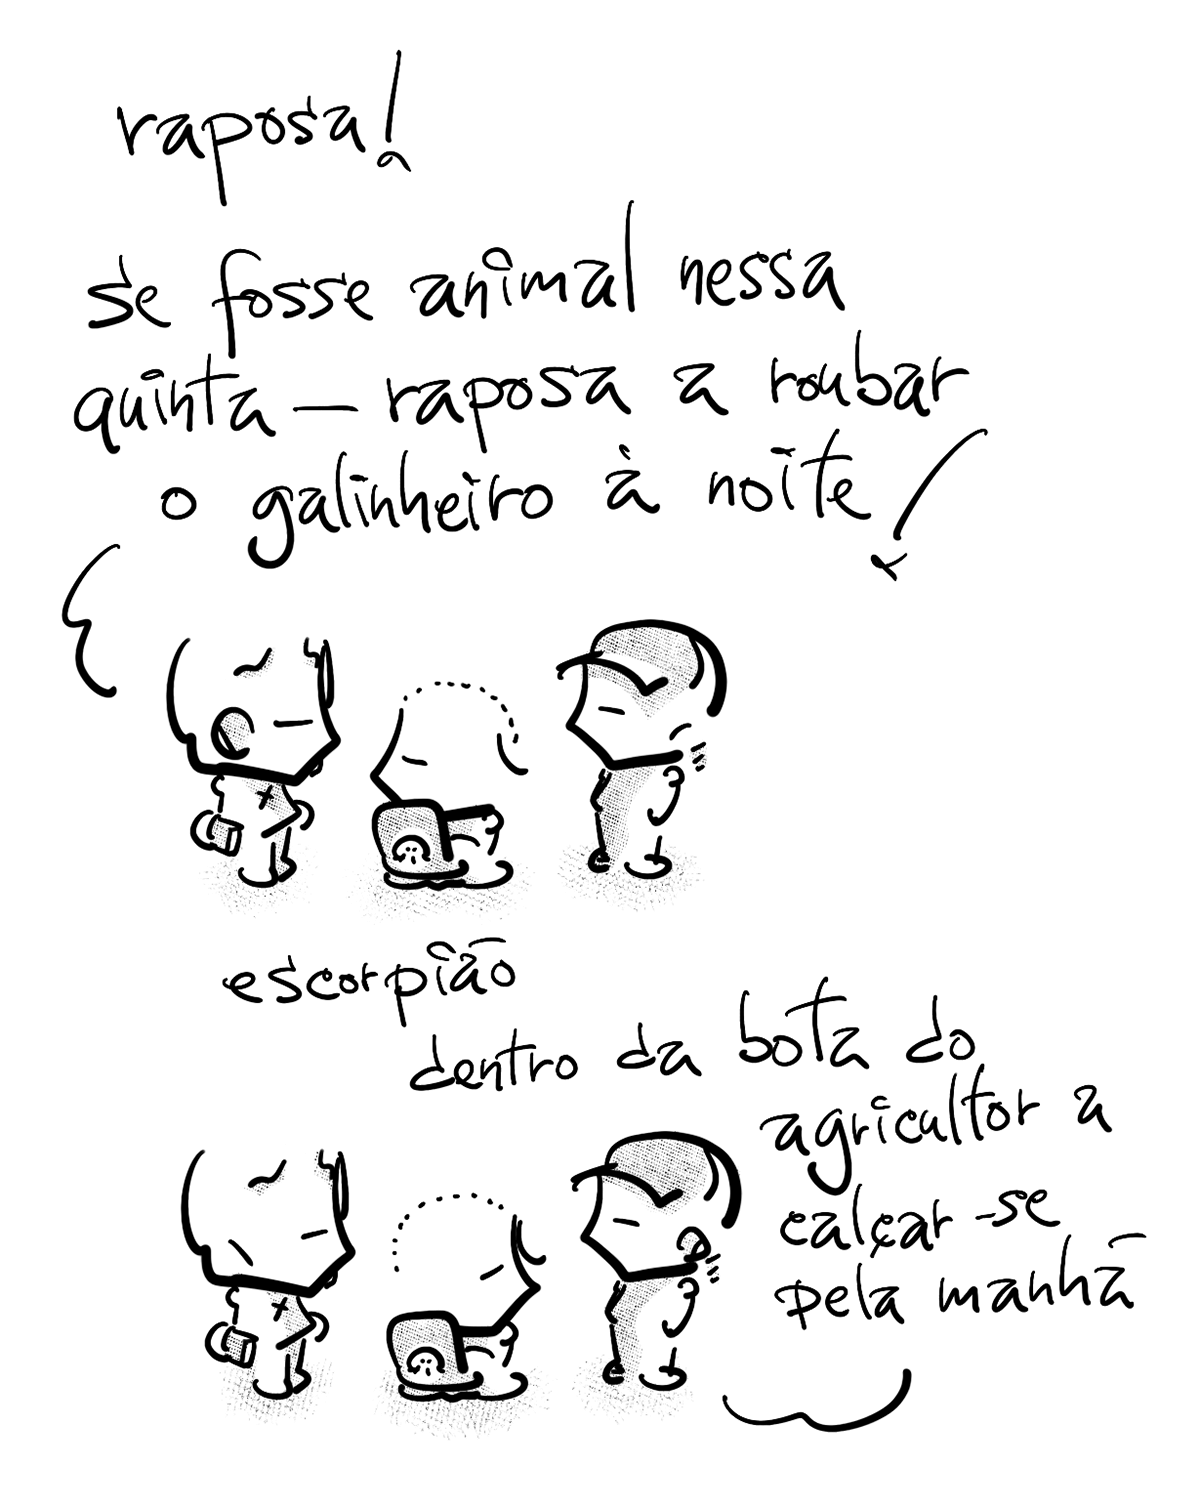 raposa!
se fosse animal nessa
quinta — raposa a roubar
o galinheiro à noite!
escorpião
dentro da bota do
agricultor a
calçar-se
pela manhã